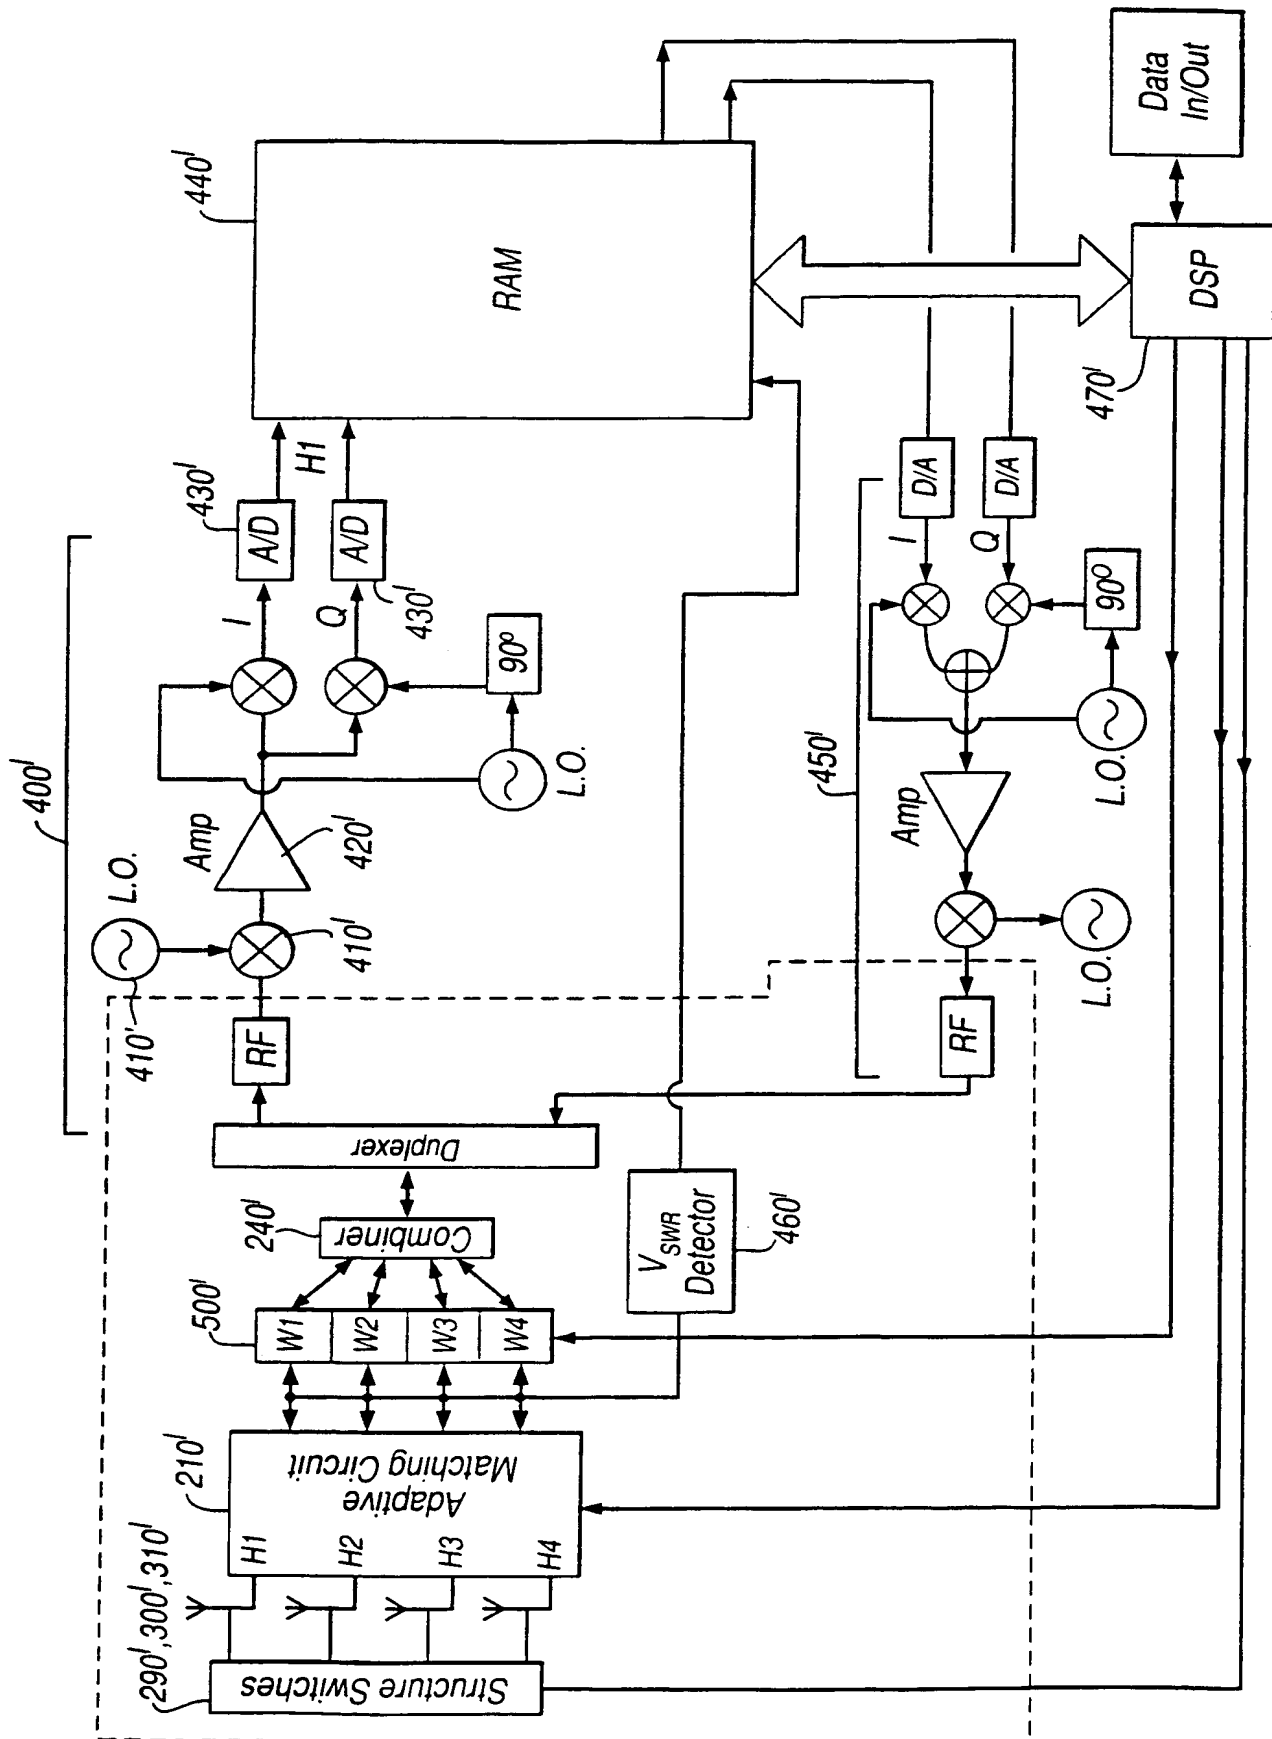 400'
410'
L.O.
Amp
420'
410'
RF
I
Q
L.O.
90°
430'
A/D
A/D
430'
H1
440'
RAM
290', 300', 310'
Structure Switches
210'
H1
H2
H3
H4
Adaptive
Matching Circuit
500'
W1
W2
W3
W4
240'
Combiner
Duplexer
VSWR
Detector
460'
450'
RF
L.O.
Amp
L.O.
90°
I
Q
D/A
D/A
470'
DSP
Data
In/Out